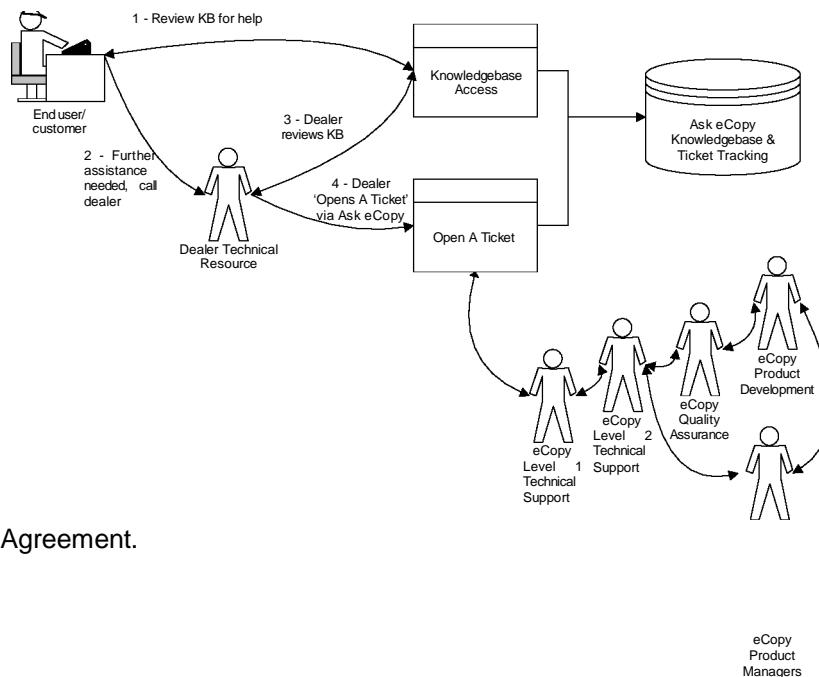 1 - Review KB for help
Knowledgebase
Access
End user/
customer
3 - Dealer
reviews KB
Ask eCopy
Knowledgebase &
Ticket Tracking
2 - Further
assistance
needed, call
dealer
4 - Dealer
'Opens A Ticket'
via Ask eCopy
Open A Ticket
Dealer Technical
Resource
eCopy
Product
Development
eCopy
Quality
Assurance
eCopy
Level 2
Technical
Support
eCopy
Level 1
Technical
Support
Agreement.
eCopy
Product
Managers